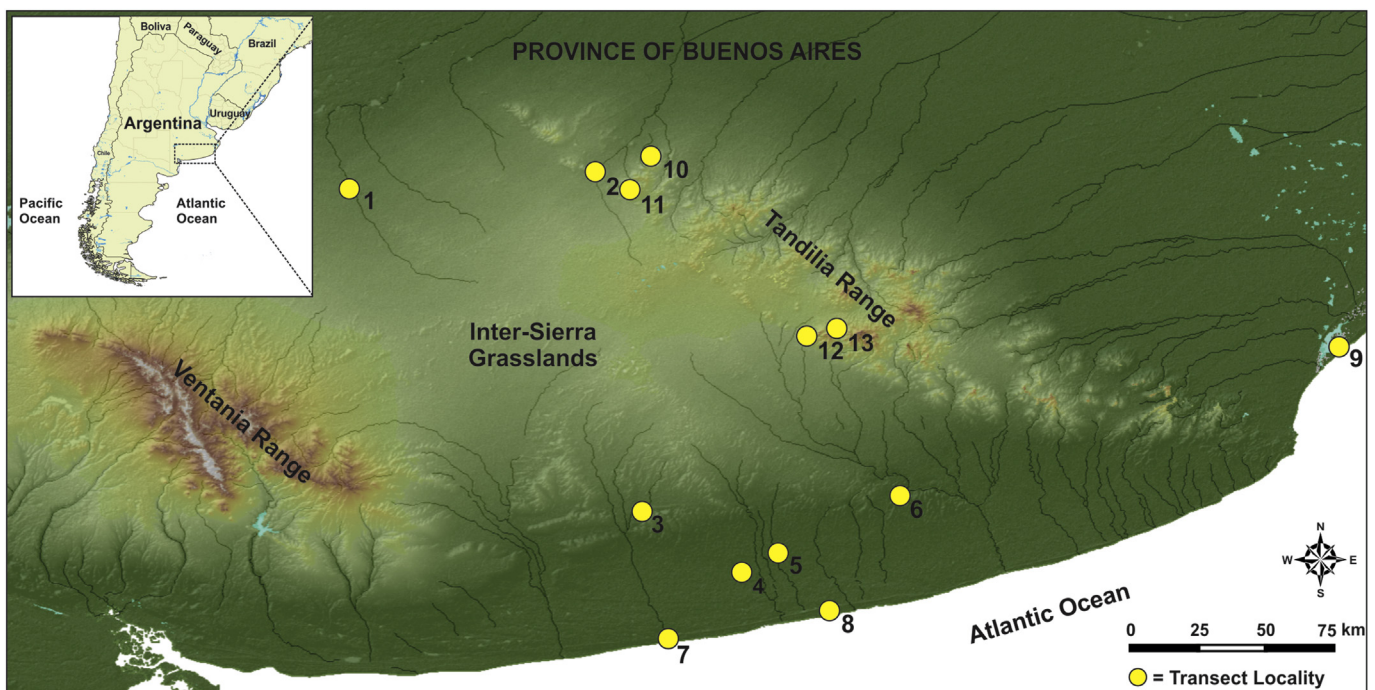 Boliva
Paraguay
Brazil
Uruguay
Argentina
Chile
Pacific
Ocean
Atlantic
Ocean
PROVINCE OF BUENOS AIRES
1
2
10
11
Tandilia Range
Inter-Sierra
Grasslands
12
13
9
Ventania Range
3
6
5
4
8
7
Atlantic Ocean
N
W
E
S
0 25 50 75 km
= Transect Locality